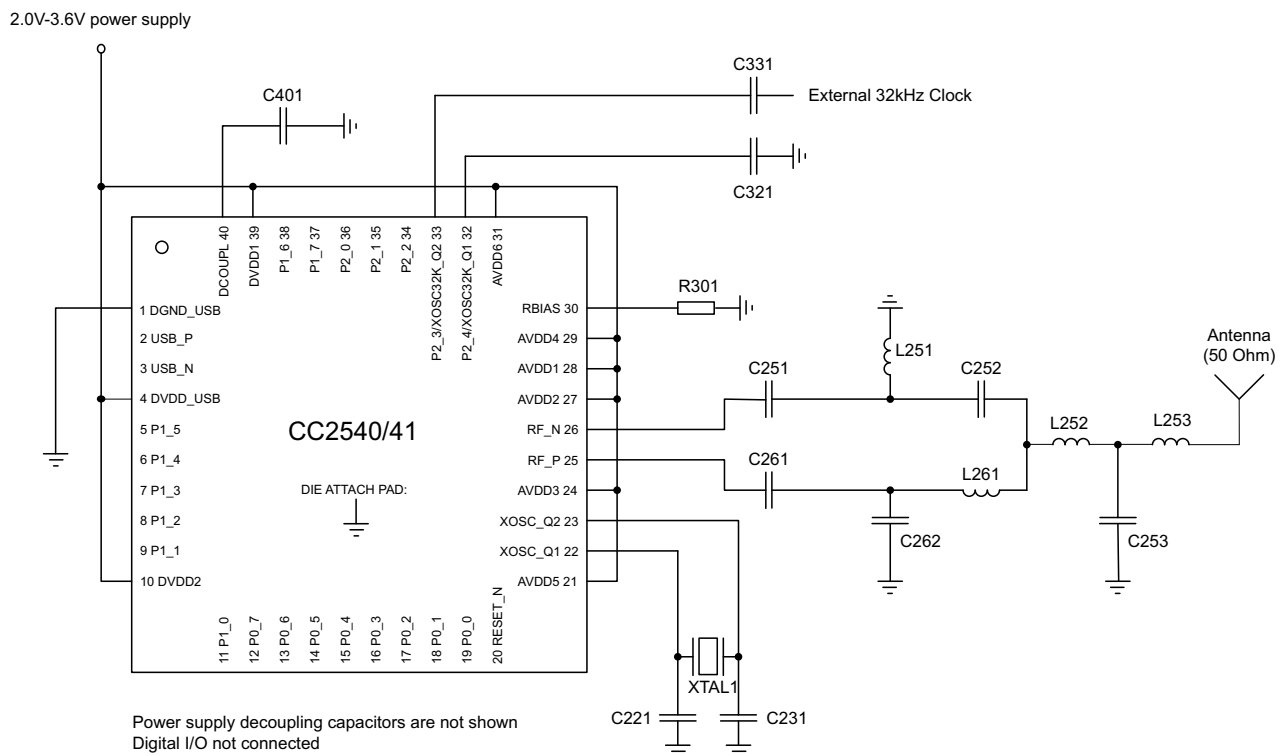 2.0V-3.6V power supply
C401
C331
External 32kHz Clock
C321
DCOUPL 40
DVDD1 39
P1_6 38
P1_7 37
P2_0 36
P2_1 35
P2_2 34
P2_3/XOSC32K_Q2 33
P2_4/XOSC32K_Q1 32
AVDD6 31
1 DGND_USB
2 USB_P
3 USB_N
4 DVDD_USB
5 P1_5
6 P1_4
7 P1_3
8 P1_2
9 P1_1
10 DVDD2
CC2540/41
DIE ATTACH PAD:
RBIAS 30
AVDD4 29
AVDD1 28
AVDD2 27
RF_N 26
RF_P 25
AVDD3 24
XOSC_Q2 23
XOSC_Q1 22
AVDD5 21
11 P1_0
12 P0_7
13 P0_6
14 P0_5
15 P0_4
16 P0_3
17 P0_2
18 P0_1
19 P0_0
20 RESET_N
R301
L251
C251
C252
Antenna
(50 Ohm)
L252
L253
C261
L261
C262
C253
XTAL1
C221
C231
Power supply decoupling capacitors are not shown
Digital I/O not connected